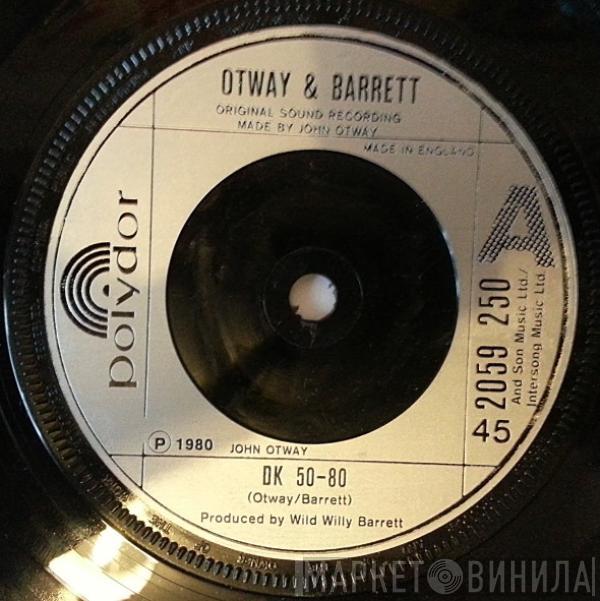 OTWAY & BARRETT
ORIGINAL SOUND RECORDING
MADE BY JOHN OTWAY
MADE IN ENGLAND
polydor
A
2059 250
And Son Music Ltd./
Intersong Music Ltd.
45
P 1980 JOHN OTWAY
DK 50-80
(Otway/Barrett)
Produced by Wild Willy Barrett
МАРКЕТ ВИНИЛА